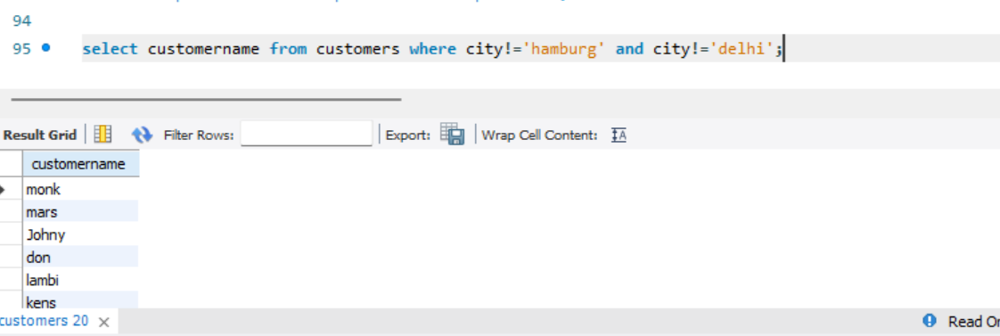 94
95 select customername from customers where city!='hamburg' and city!='delhi';
Result Grid Filter Rows: Export: Wrap Cell Content: IA
customername
monk
mars
Johny
don
lambi
kens
customers 20 ×
Read On